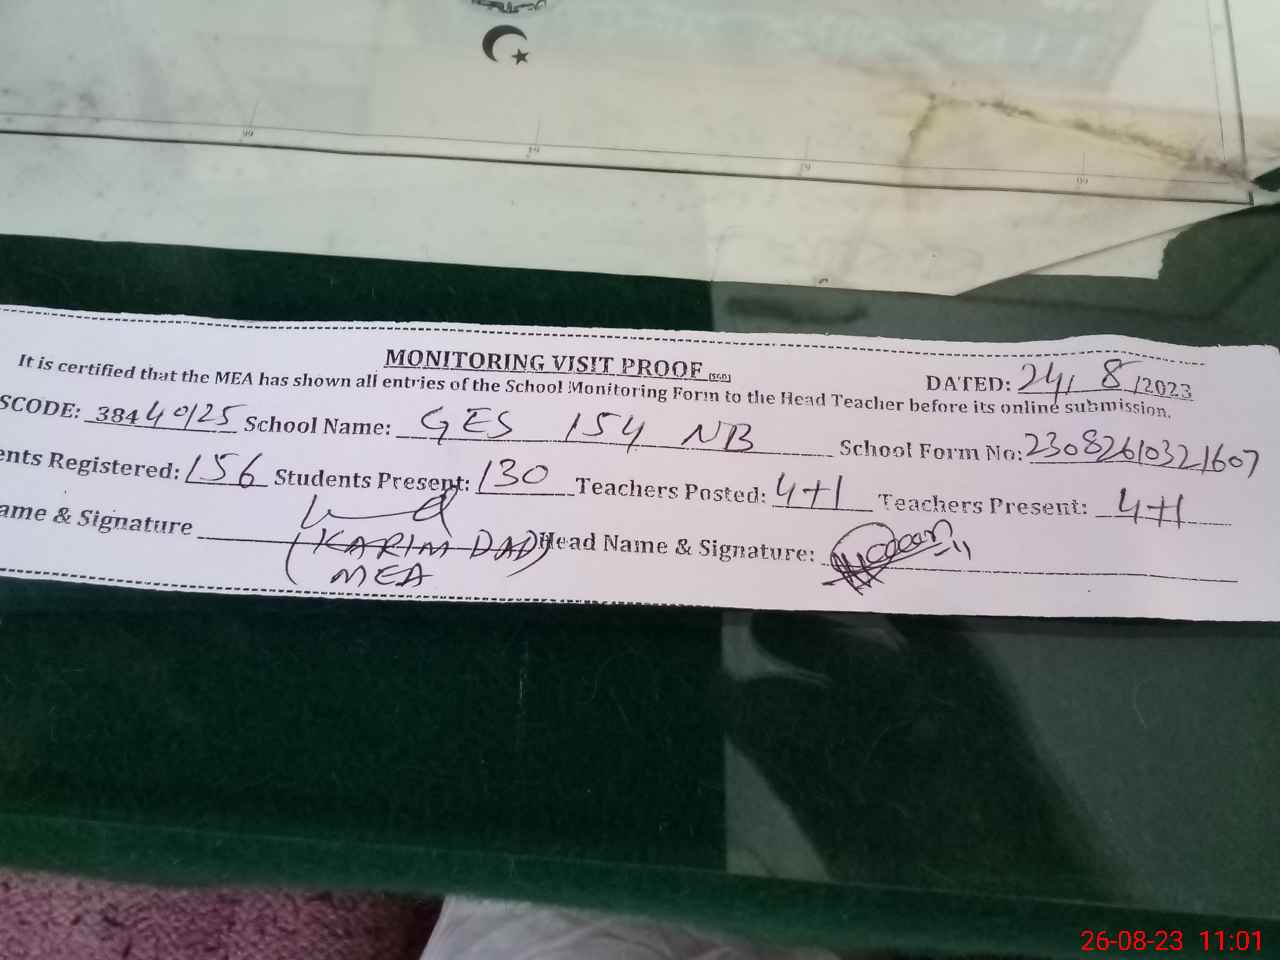 MONITORING VISIT PROOF (SGD)
DATED: 24/8/2023
It is certified that the MEA has shown all entries of the School Monitoring Form to the Head Teacher before its online submission.
SCODE: 38440125 School Name: GES 154 NB School Form No: 23082610321607
ents Registered: 156 Students Present: 130 Teachers Posted: 4+1 Teachers Present: 4+1
ame & Signature (KARIM DAD) Head Name & Signature:
MEA
26-08-23 11:01